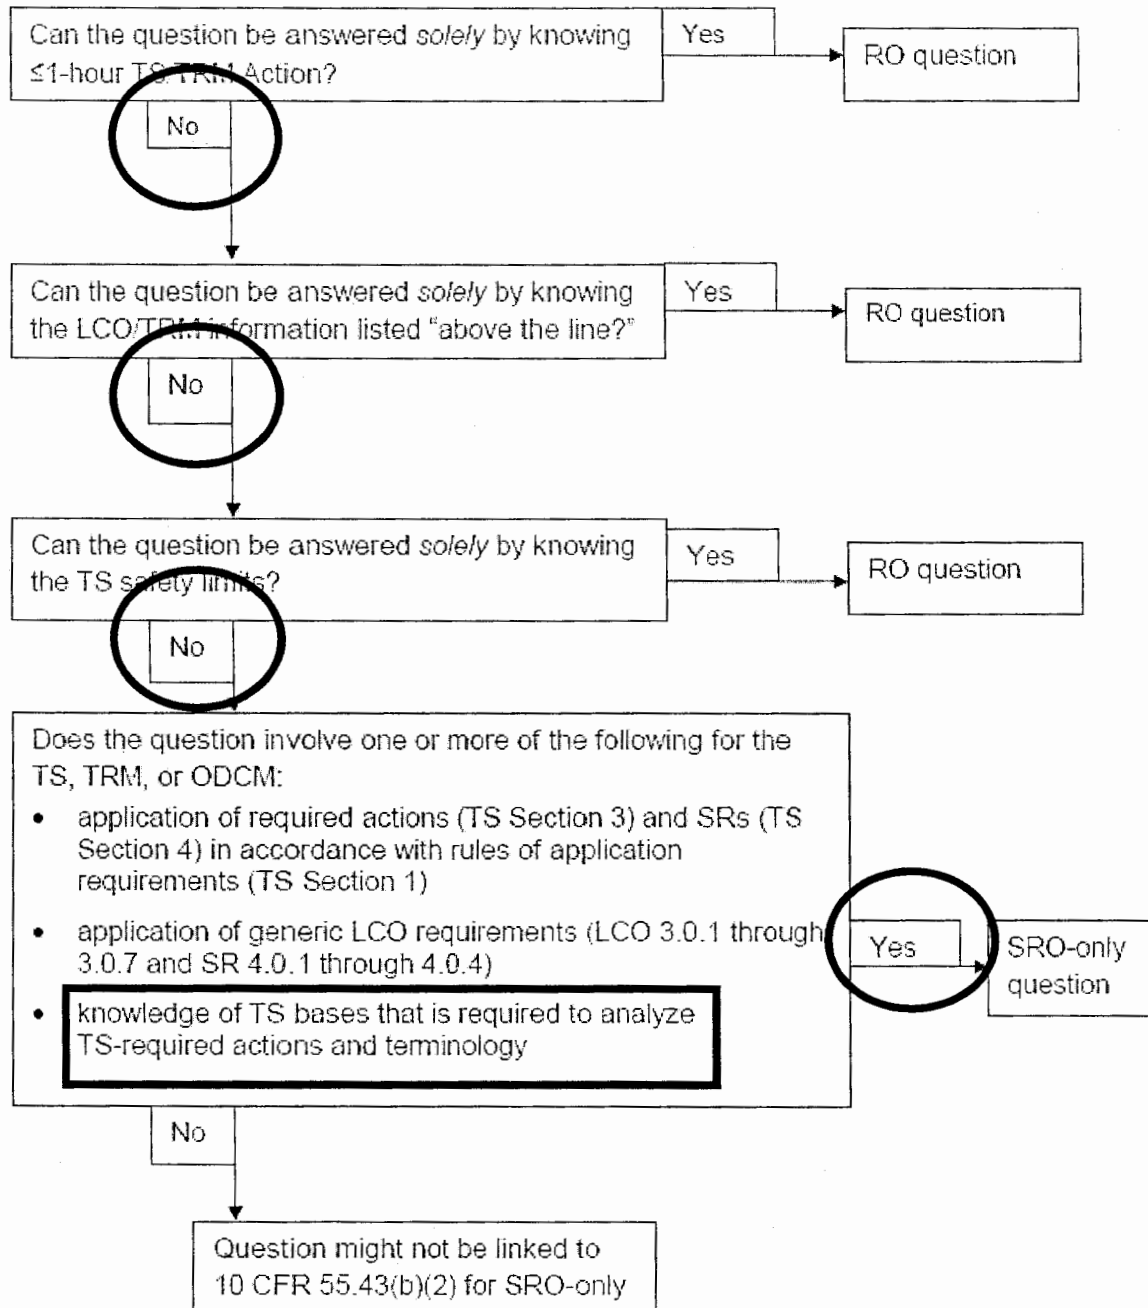 Can the question be answered solely by knowing
≤1-hour TS/TRM Action?
Yes
RO question
No
Can the question be answered solely by knowing
the LCO/TRM information listed "above the line?"
Yes
RO question
No
Can the question be answered solely by knowing
the TS safety limits?
Yes
RO question
No
Does the question involve one or more of the following for the
TS, TRM, or ODCM:
• application of required actions (TS Section 3) and SRs (TS
Section 4) in accordance with rules of application
requirements (TS Section 1)
• application of generic LCO requirements (LCO 3.0.1 through
3.0.7 and SR 4.0.1 through 4.0.4)
• knowledge of TS bases that is required to analyze
TS-required actions and terminology
Yes
SRO-only
question
No
Question might not be linked to
10 CFR 55.43(b)(2) for SRO-only